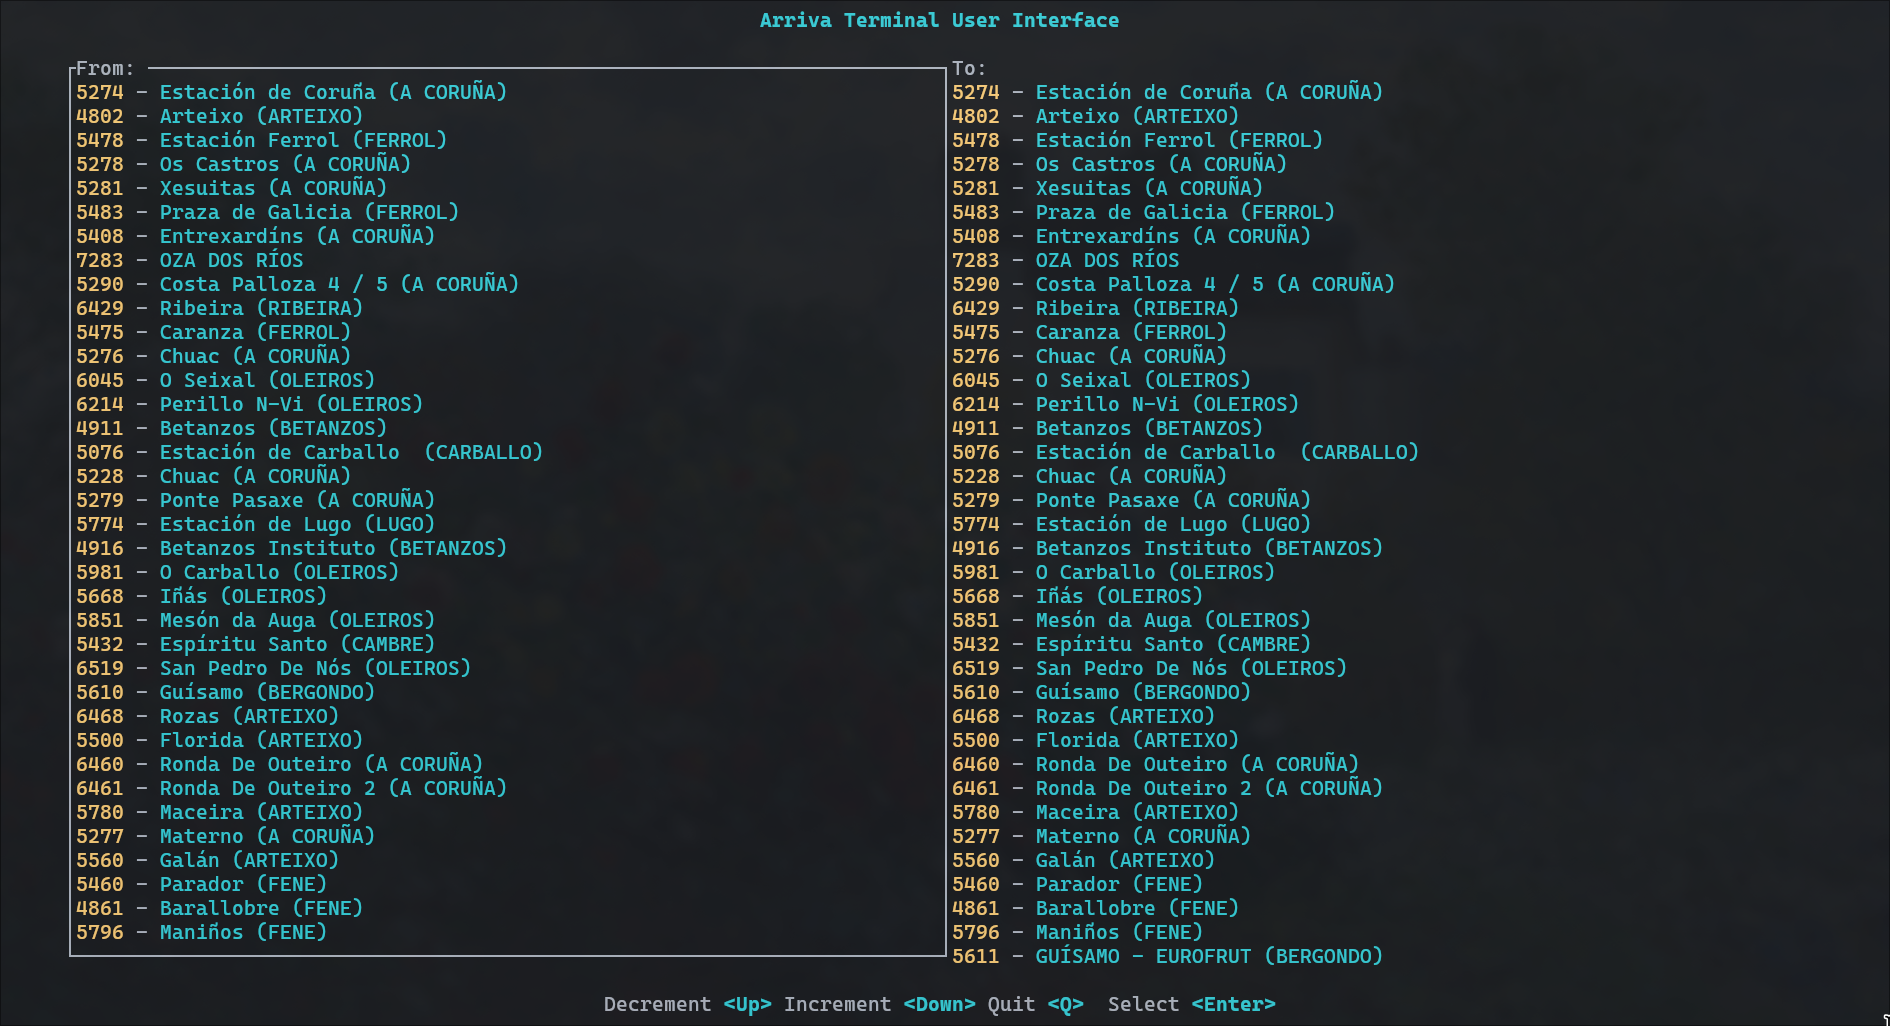 Arriva Terminal User Interface
From:
5274 - Estación de Coruña (A CORUÑA)
4802 - Arteixo (ARTEIXO)
5478 - Estación Ferrol (FERROL)
5278 - Os Castros (A CORUÑA)
5281 - Xesuitas (A CORUÑA)
5483 - Praza de Galicia (FERROL)
5408 - Entrexardíns (A CORUÑA)
7283 - OZA DOS RÍOS
5290 - Costa Palloza 4 / 5 (A CORUÑA)
6429 - Ribeira (RIBEIRA)
5475 - Caranza (FERROL)
5276 - Chuac (A CORUÑA)
6045 - O Seixal (OLEIROS)
6214 - Perillo N-Vi (OLEIROS)
4911 - Betanzos (BETANZOS)
5076 - Estación de Carballo  (CARBALLO)
5228 - Chuac (A CORUÑA)
5279 - Ponte Pasaxe (A CORUÑA)
5774 - Estación de Lugo (LUGO)
4916 - Betanzos Instituto (BETANZOS)
5981 - O Carballo (OLEIROS)
5668 - Iñás (OLEIROS)
5851 - Mesón da Auga (OLEIROS)
5432 - Espíritu Santo (CAMBRE)
6519 - San Pedro De Nós (OLEIROS)
5610 - Guísamo (BERGONDO)
6468 - Rozas (ARTEIXO)
5500 - Florida (ARTEIXO)
6460 - Ronda De Outeiro (A CORUÑA)
6461 - Ronda De Outeiro 2 (A CORUÑA)
5780 - Maceira (ARTEIXO)
5277 - Materno (A CORUÑA)
5560 - Galán (ARTEIXO)
5460 - Parador (FENE)
4861 - Barallobre (FENE)
5796 - Maniños (FENE)
To:
5274 - Estación de Coruña (A CORUÑA)
4802 - Arteixo (ARTEIXO)
5478 - Estación Ferrol (FERROL)
5278 - Os Castros (A CORUÑA)
5281 - Xesuitas (A CORUÑA)
5483 - Praza de Galicia (FERROL)
5408 - Entrexardíns (A CORUÑA)
7283 - OZA DOS RÍOS
5290 - Costa Palloza 4 / 5 (A CORUÑA)
6429 - Ribeira (RIBEIRA)
5475 - Caranza (FERROL)
5276 - Chuac (A CORUÑA)
6045 - O Seixal (OLEIROS)
6214 - Perillo N-Vi (OLEIROS)
4911 - Betanzos (BETANZOS)
5076 - Estación de Carballo  (CARBALLO)
5228 - Chuac (A CORUÑA)
5279 - Ponte Pasaxe (A CORUÑA)
5774 - Estación de Lugo (LUGO)
4916 - Betanzos Instituto (BETANZOS)
5981 - O Carballo (OLEIROS)
5668 - Iñás (OLEIROS)
5851 - Mesón da Auga (OLEIROS)
5432 - Espíritu Santo (CAMBRE)
6519 - San Pedro De Nós (OLEIROS)
5610 - Guísamo (BERGONDO)
6468 - Rozas (ARTEIXO)
5500 - Florida (ARTEIXO)
6460 - Ronda De Outeiro (A CORUÑA)
6461 - Ronda De Outeiro 2 (A CORUÑA)
5780 - Maceira (ARTEIXO)
5277 - Materno (A CORUÑA)
5560 - Galán (ARTEIXO)
5460 - Parador (FENE)
4861 - Barallobre (FENE)
5796 - Maniños (FENE)
5611 - GUÍSAMO - EUROFRUT (BERGONDO)
Decrement <Up> Increment <Down> Quit <Q>  Select <Enter>